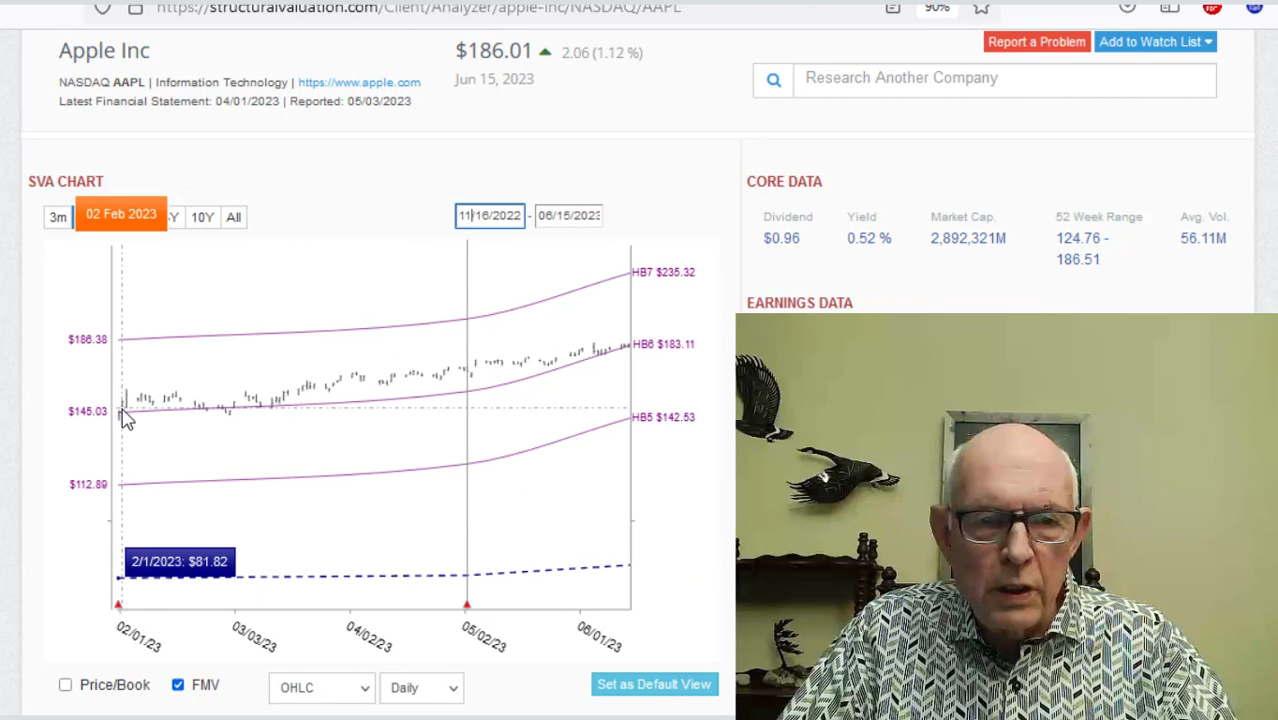 https://structuralvaluation.com/Client/Analyzer/apple-inc/NASDAQ/AAPL
90%
Apple Inc
$186.01 2.06 (1.12 %)
Report a Problem
Add to Watch List
NASDAQ AAPL | Information Technology | https://www.apple.com
Jun 15, 2023
Research Another Company
Latest Financial Statement: 04/01/2023 | Reported: 05/03/2023
SVA CHART
CORE DATA
3m
02 Feb 2023
Y
10Y
All
11/16/2022 - 06/15/2023
Dividend
Yield
Market Cap.
52 Week Range
Avg. Vol.
$0.96
0.52 %
2,892,321M
124.76 -
186.51
56.11M
EARNINGS DATA
HB7 $235.32
$186.38
HB6 $183.11
$145.03
HB5 $142.53
$112.89
2/1/2023: $81.82
02/01/23
03/03/23
04/02/23
05/02/23
06/01/23
Price/Book
FMV
OHLC
Daily
Set as Default View